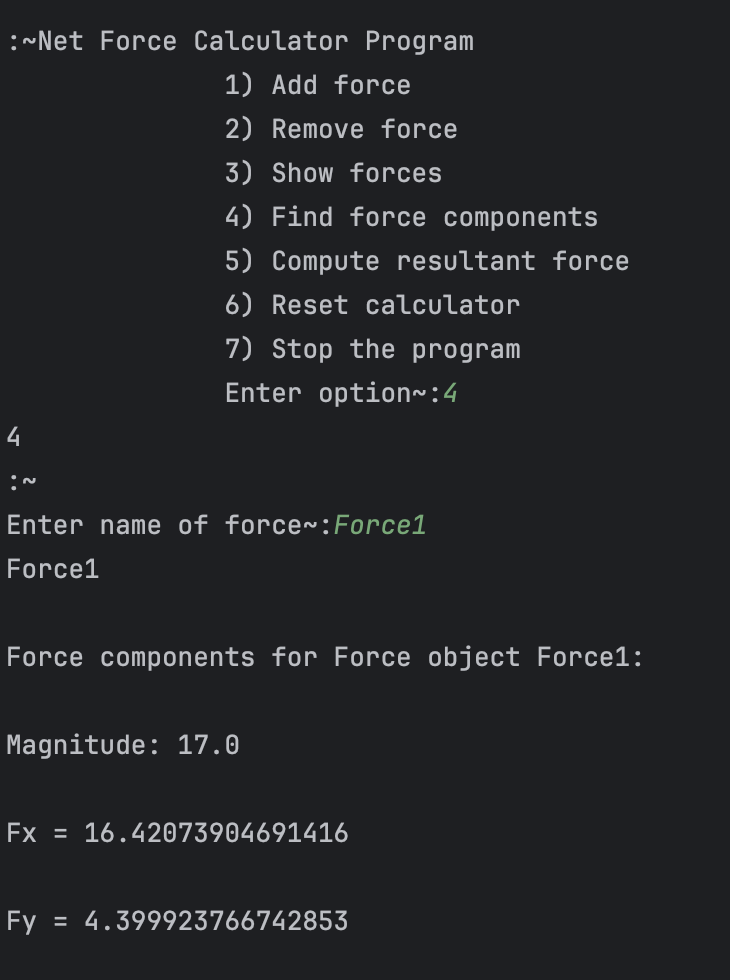 :~Net Force Calculator Program
1) Add force
2) Remove force
3) Show forces
4) Find force components
5) Compute resultant force
6) Reset calculator
7) Stop the program
Enter option~:4
4
:~
Enter name of force~:Force1
Force1
Force components for Force object Force1:
Magnitude: 17.0
Fx = 16.42073904691416
Fy = 4.399923766742853